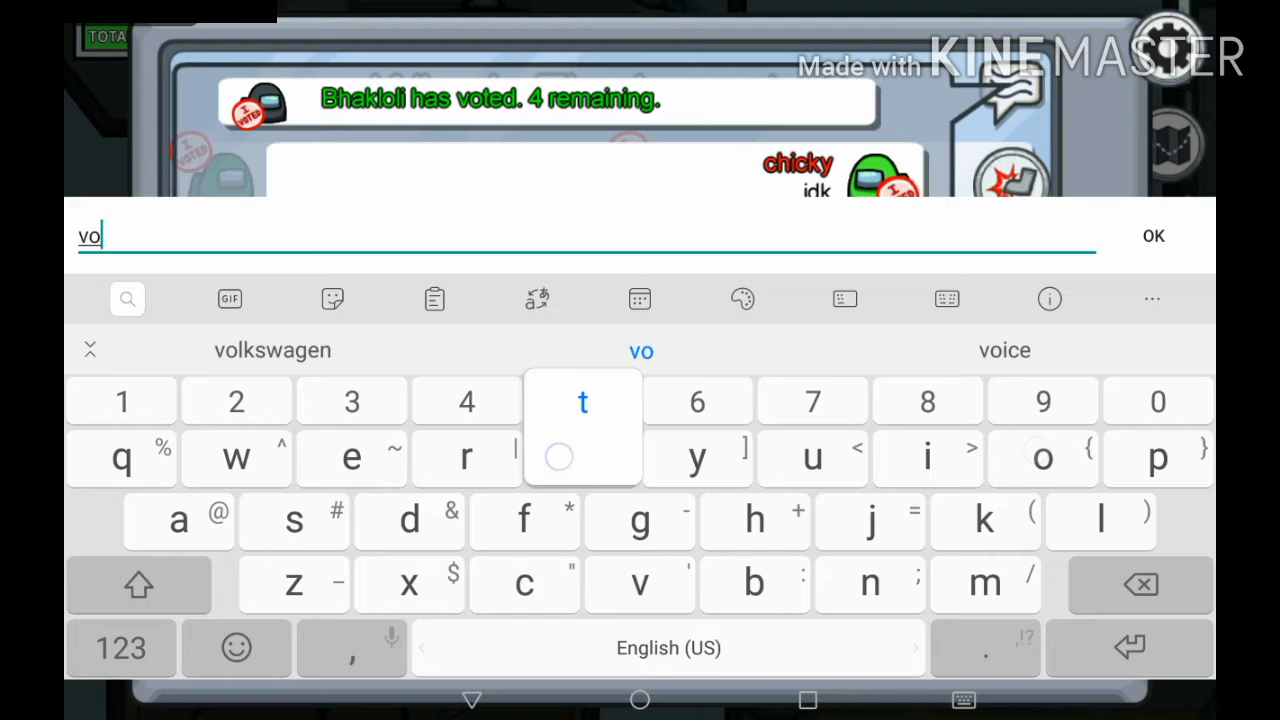 TOTA
Made with KINEMASTER
Bhakloli has voted. 4 remaining.
I VOTED
chicky
idk
vo
OK
GIF
volkswagen vo voice
1 2 3 4 t 6 7 8 9 0
q % w ^ e ~ r | y ] u < i > o { p }
a @ s # d & f * g - h + j = k ( l )
z _ x $ c " v ' b : n ; m /
123 , English (US) . ,!?